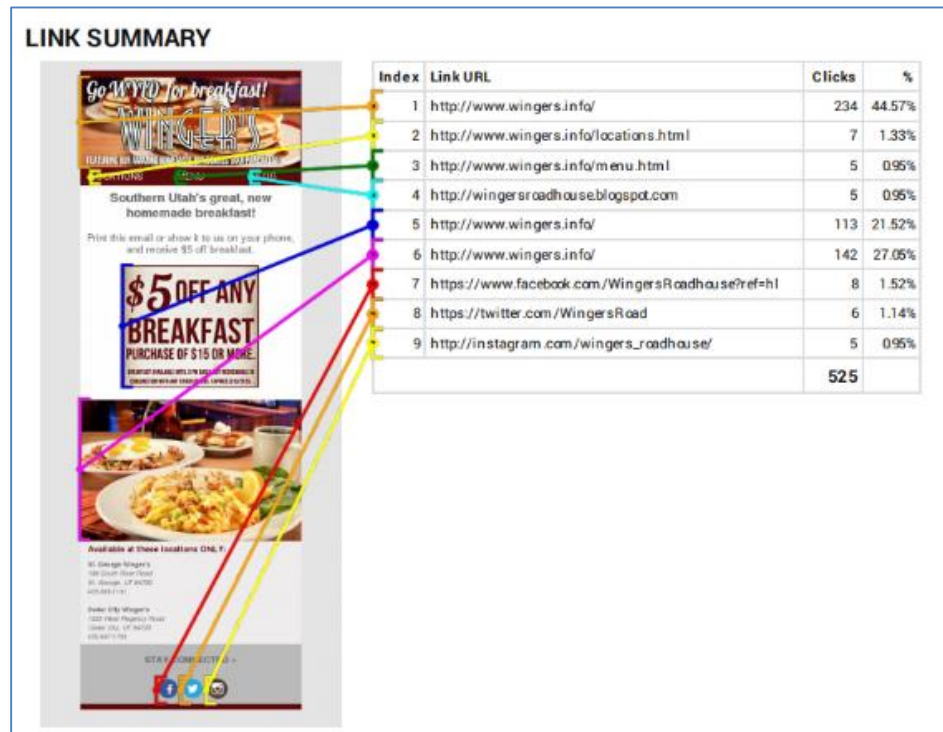 LINK SUMMARY
Go WYLD for breakfast!
WINGER'S
Southern Utah's great, new
homemade breakfast!
Print this email or show it to us on your phone,
and receive $5 off breakfast.
$5 OFF ANY
BREAKFAST
PURCHASE OF $15 OR MORE.
Available at these locations ONLY:
St. George Winger's
Cedar City Winger's
STAY CONNECTED
Index Link URL Clicks %
1 http://www.wingers.info/ 234 44.57%
2 http://www.wingers.info/locations.html 7 1.33%
3 http://www.wingers.info/menu.html 5 0.95%
4 http://wingersroadhouse.blogspot.com 5 0.95%
5 http://www.wingers.info/ 113 21.52%
6 http://www.wingers.info/ 142 27.05%
7 https://www.facebook.com/WingersRoadhouse?ref=hl 8 1.52%
8 https://twitter.com/WingersRoad 6 1.14%
9 http://instagram.com/wingers_roadhouse/ 5 0.95%
525